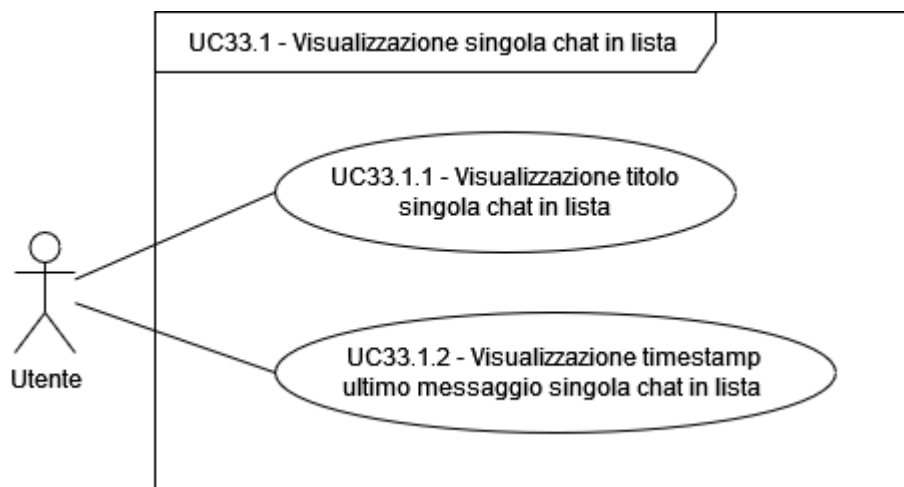 UC33.1 - Visualizzazione singola chat in lista
UC33.1.1 - Visualizzazione titolo
singola chat in lista
Utente
UC33.1.2 - Visualizzazione timestamp
ultimo messaggio singola chat in lista